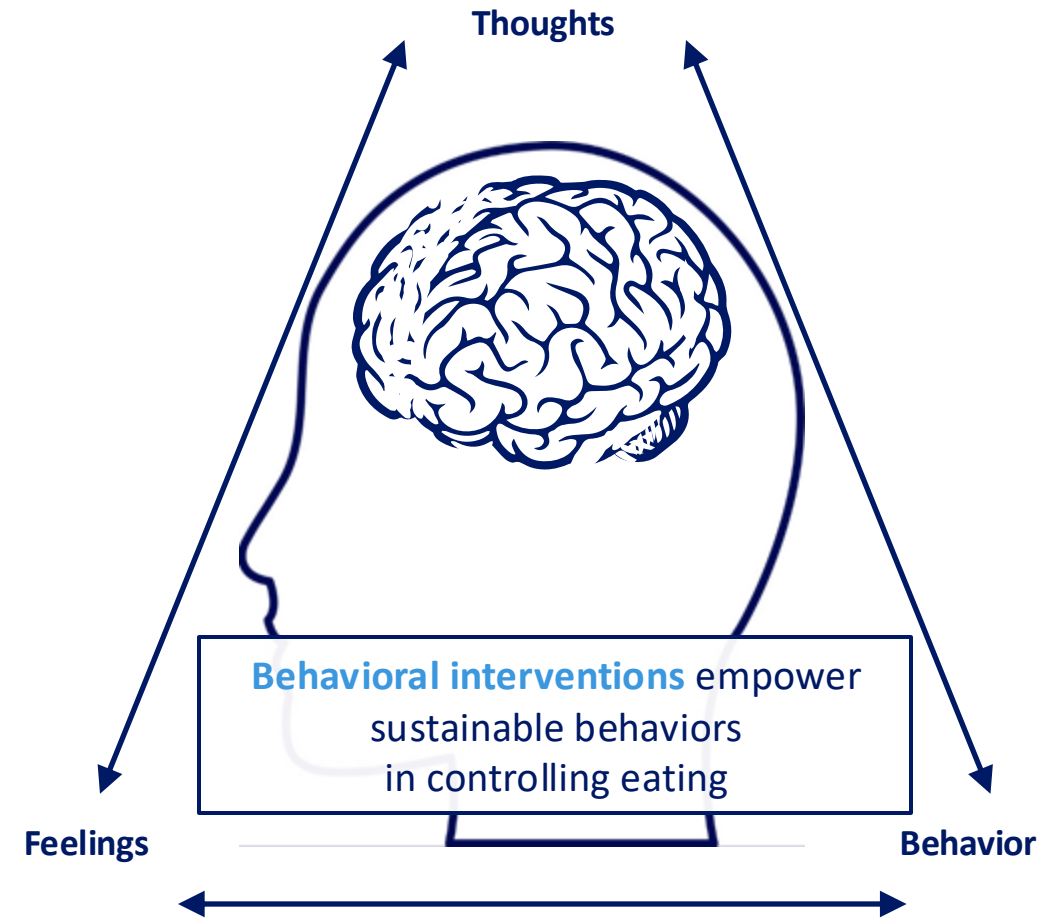 Thoughts
Behavioral interventions empower
sustainable behaviors
in controlling eating
Feelings
Behavior